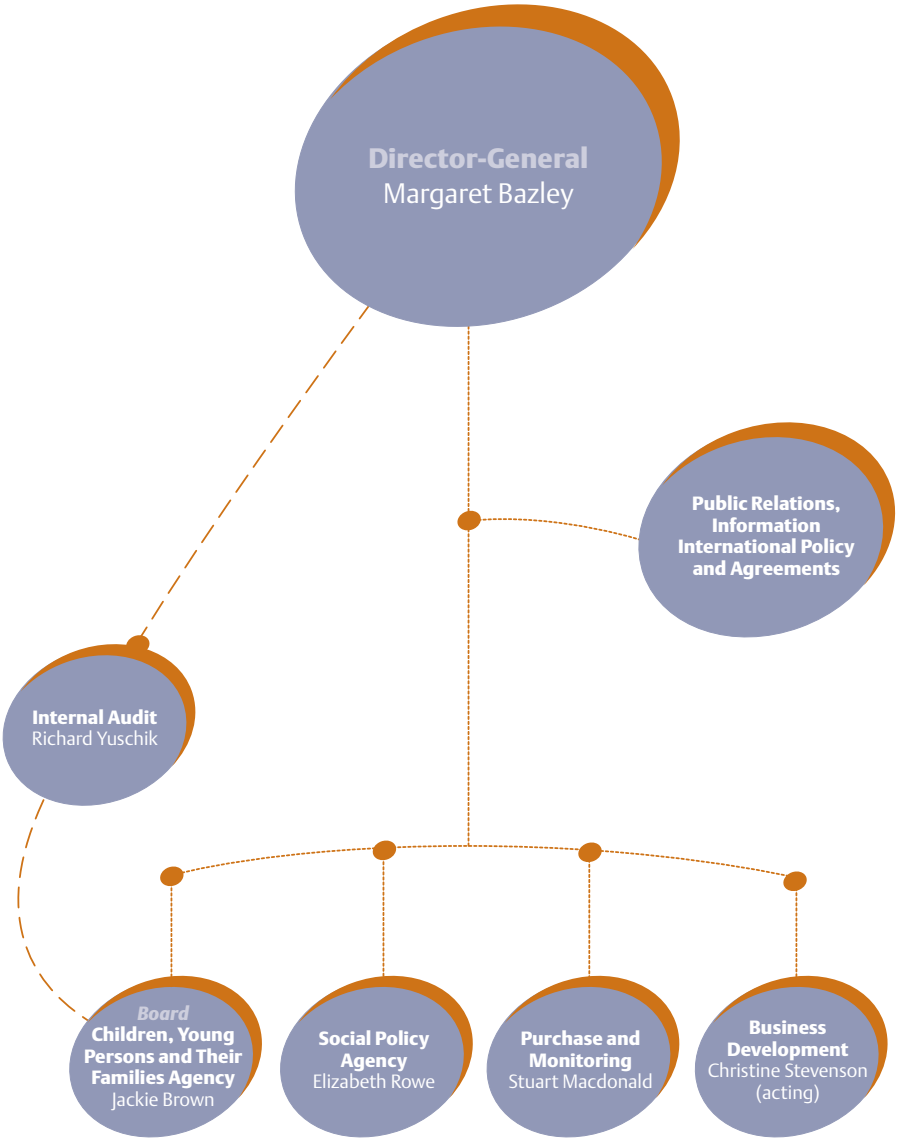 Director-General
Margaret Bazley
Public Relations,
Information
International Policy
and Agreements
Internal Audit
Richard Yuschik
Board
Children, Young
Persons and Their
Families Agency
Jackie Brown
Social Policy
Agency
Elizabeth Rowe
Purchase and
Monitoring
Stuart Macdonald
Business
Development
Christine Stevenson
(acting)